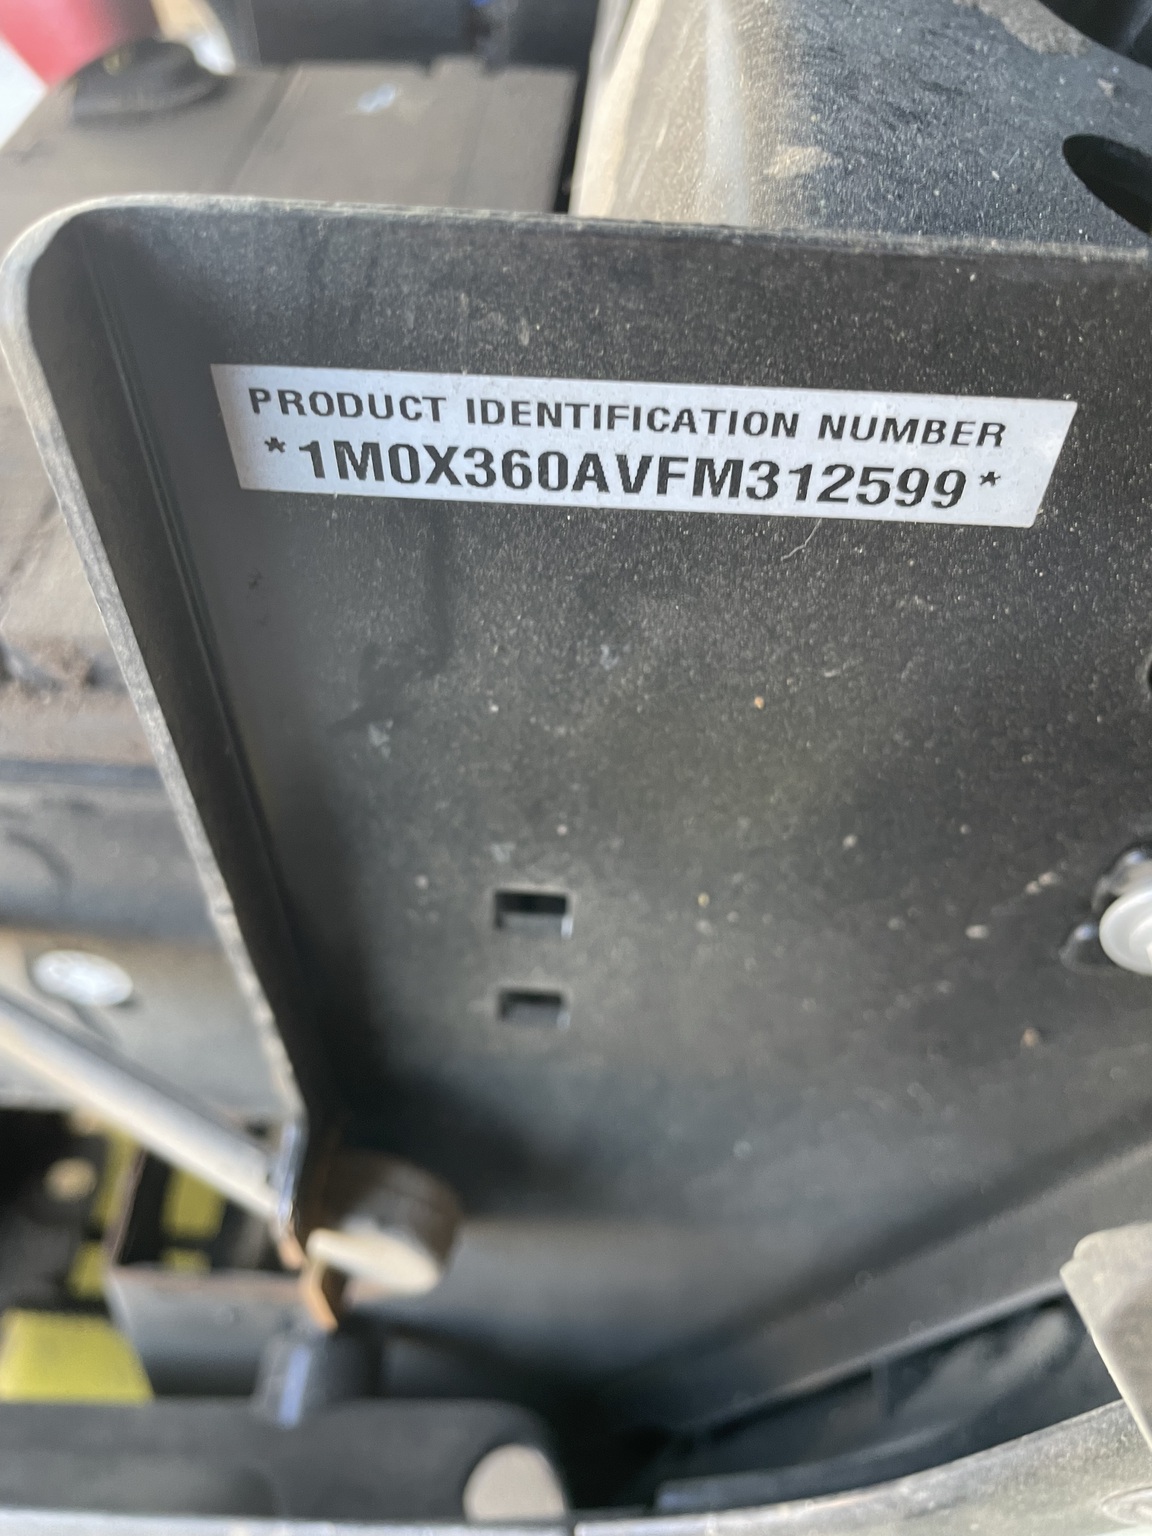 PRODUCT IDENTIFICATION NUMBER
*1M0X360AVFM312599*